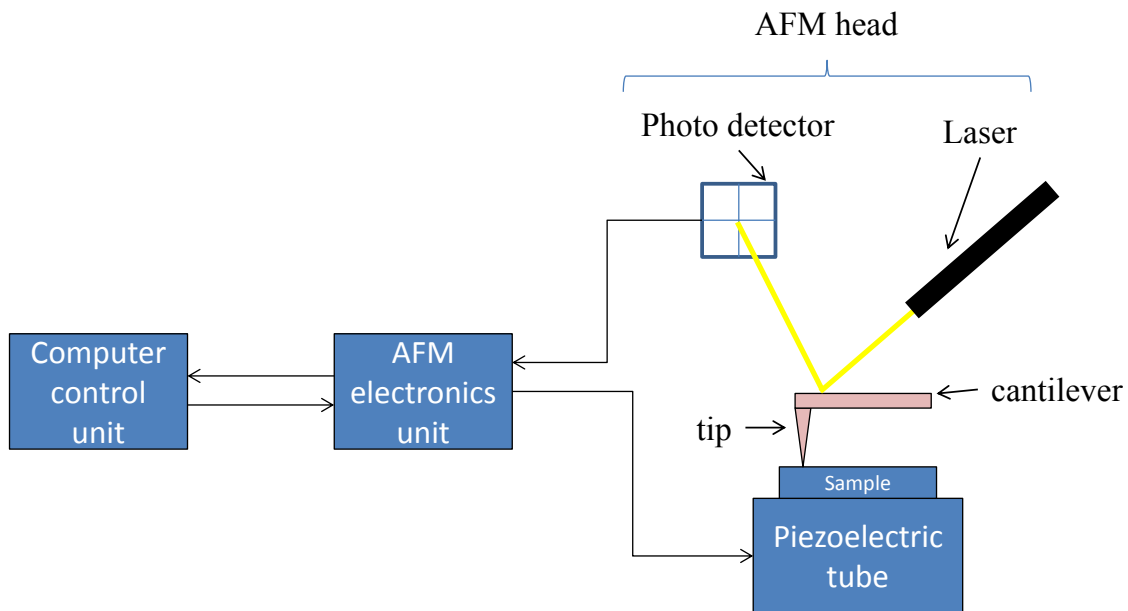 AFM head
Photo detector
Laser
Computer
control
unit
AFM
electronics
unit
cantilever
tip
Sample
Piezoelectric
tube